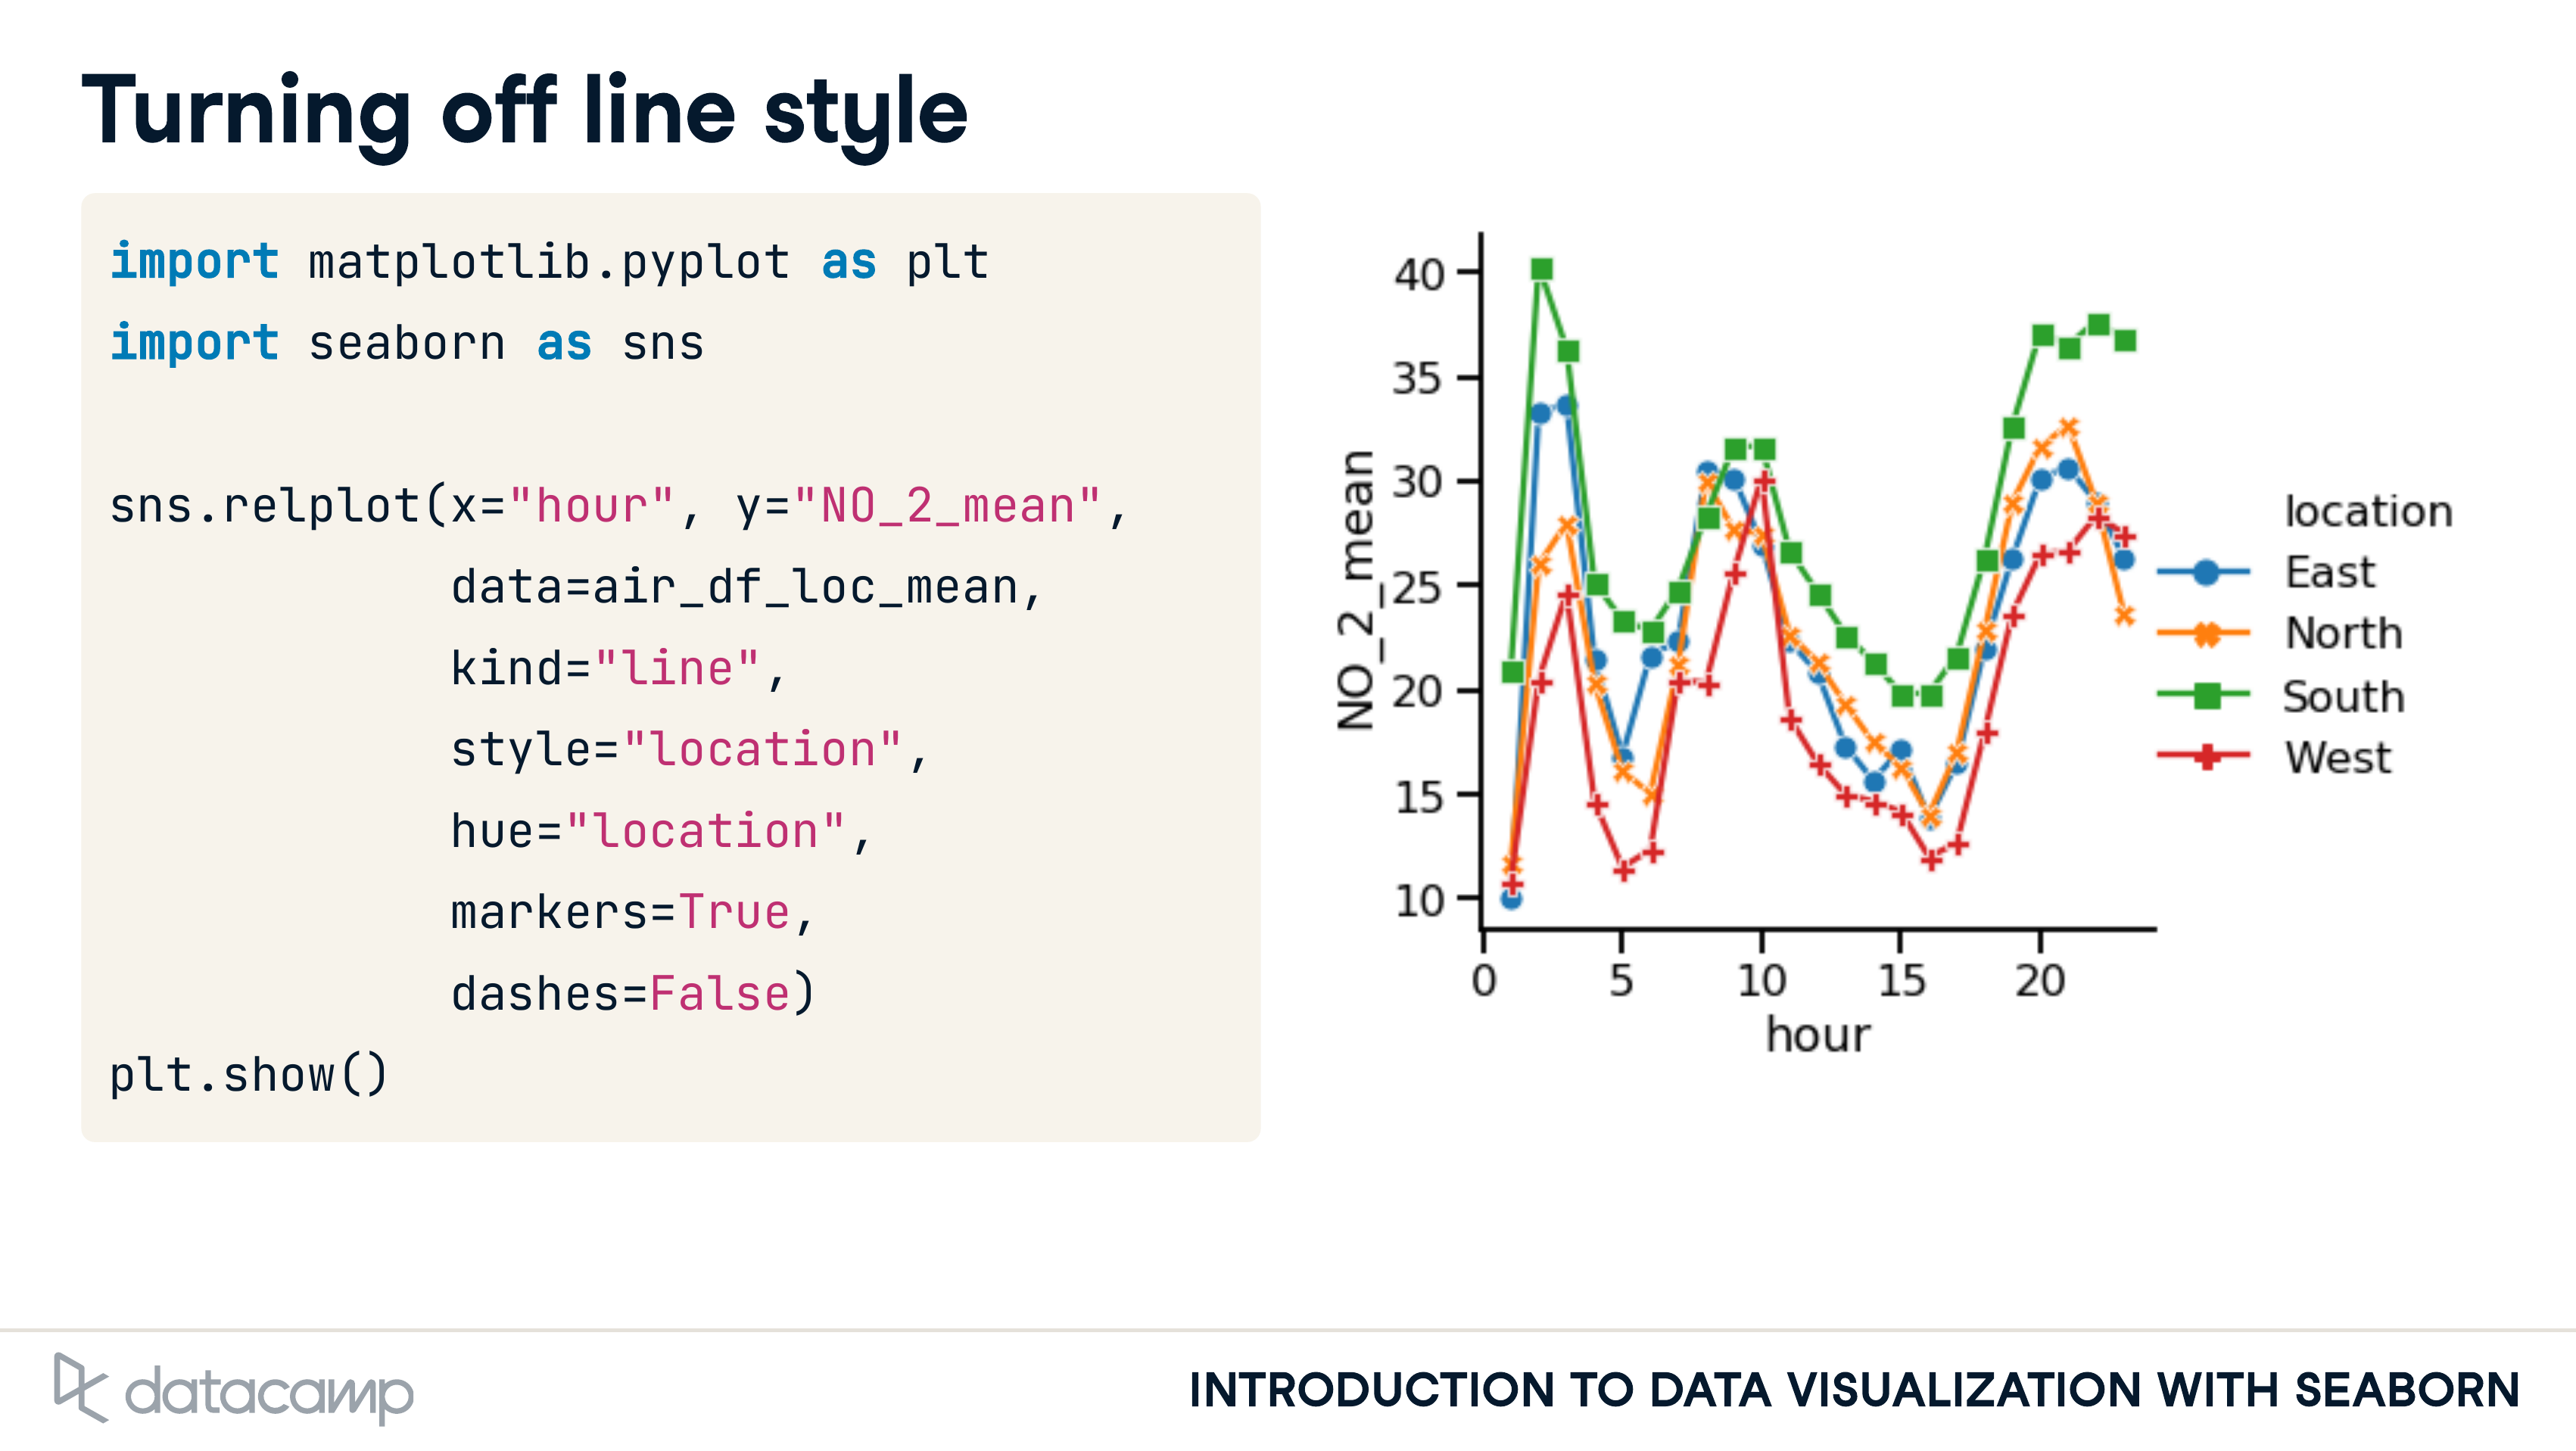 Turning off line style
import matplotlib.pyplot as plt
import seaborn as sns
sns.relplot(x="hour", y="NO_2_mean",
data=air_df_loc_mean,
kind="line",
style="location",
hue="location",
markers=True,
dashes=False)
plt.show()
NO_2_mean
40
35
30
25
20
15
10
0 5 10 15 20
hour
location
East
North
South
West
datacamp
INTRODUCTION TO DATA VISUALIZATION WITH SEABORN